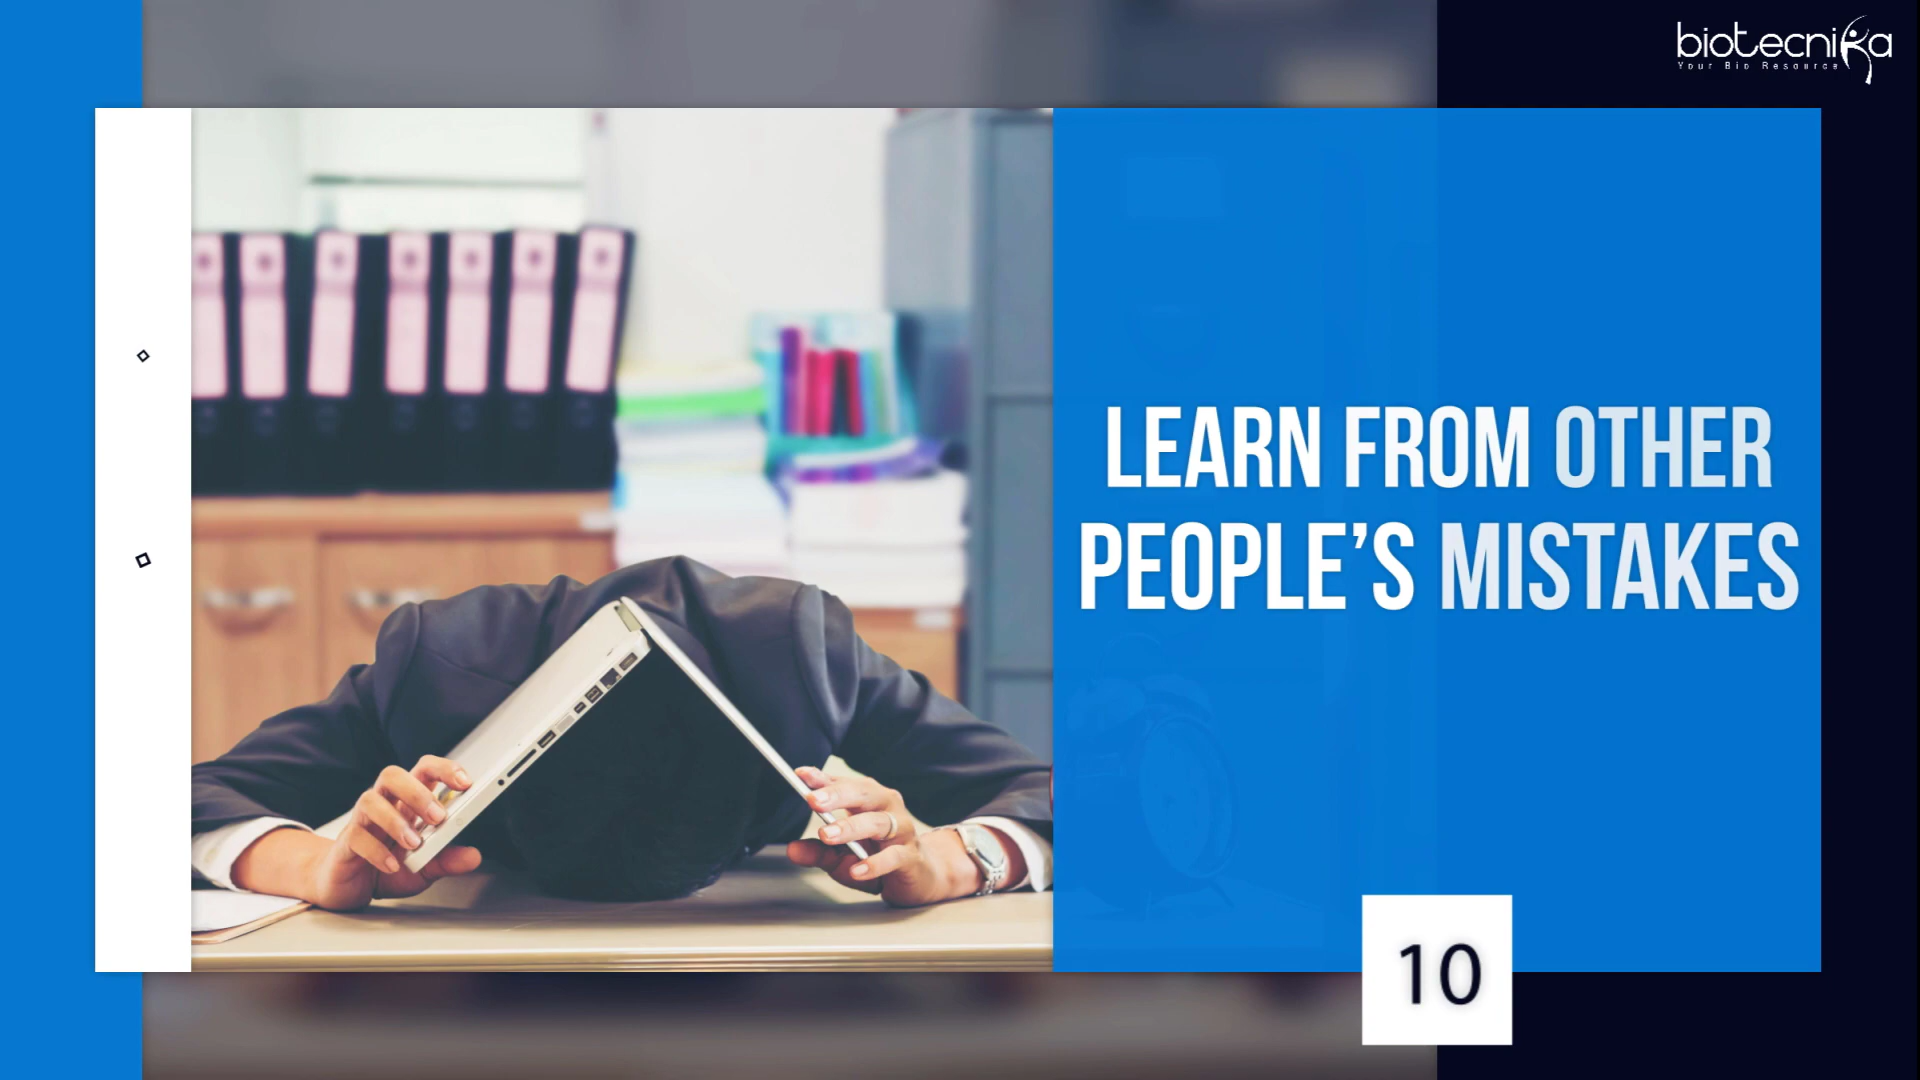 biotecnika
Your Bio Resource
LEARN FROM OTHER
PEOPLE'S MISTAKES
10